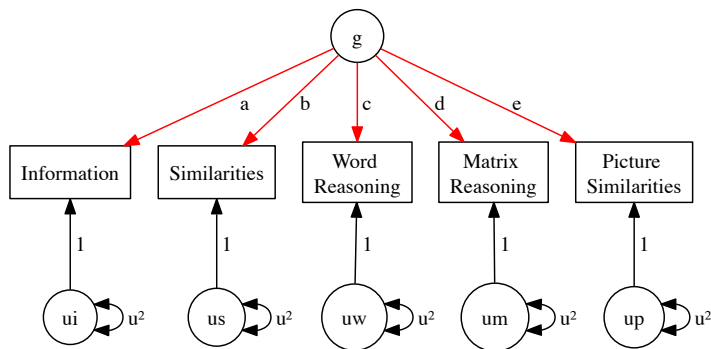 g
a
b
c
d
e
Information
Similarities
Word
Reasoning
Matrix
Reasoning
Picture
Similarities
1
1
1
1
1
ui
u²
us
u²
uw
u²
um
u²
up
u²